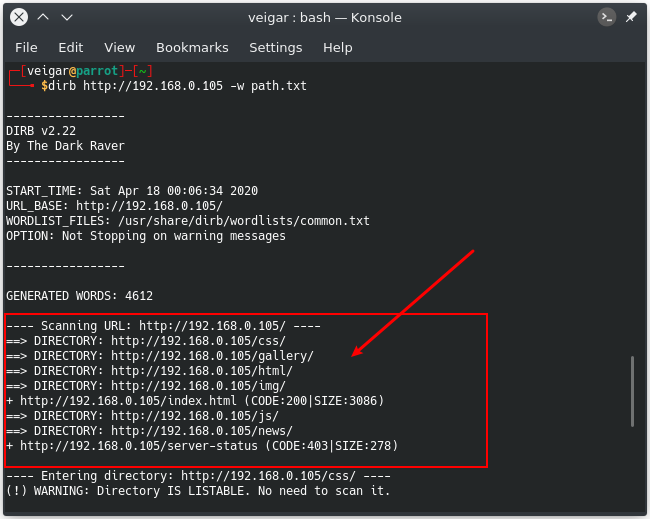 veigar : bash — Konsole
File Edit View Bookmarks Settings Help
┌─[veigar@parrot]─[~]
└──╼ $dirb http://192.168.0.105 -w path.txt
-----------------
DIRB v2.22
By The Dark Raver
-----------------
START_TIME: Sat Apr 18 00:06:34 2020
URL_BASE: http://192.168.0.105/
WORDLIST_FILES: /usr/share/dirb/wordlists/common.txt
OPTION: Not Stopping on warning messages
-----------------
GENERATED WORDS: 4612
---- Scanning URL: http://192.168.0.105/ ----
==> DIRECTORY: http://192.168.0.105/css/
==> DIRECTORY: http://192.168.0.105/gallery/
==> DIRECTORY: http://192.168.0.105/html/
==> DIRECTORY: http://192.168.0.105/img/
+ http://192.168.0.105/index.html (CODE:200|SIZE:3086)
==> DIRECTORY: http://192.168.0.105/js/
==> DIRECTORY: http://192.168.0.105/news/
+ http://192.168.0.105/server-status (CODE:403|SIZE:278)
---- Entering directory: http://192.168.0.105/css/ ----
(!) WARNING: Directory IS LISTABLE. No need to scan it.